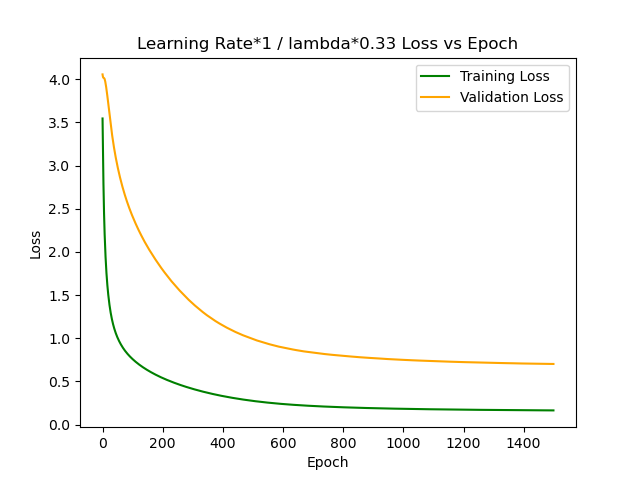 Learning Rate*1 / lambda*0.33 Loss vs Epoch
Training Loss
Validation Loss
Loss
4.0
3.5
3.0
2.5
2.0
1.5
1.0
0.5
0.0
0 200 400 600 800 1000 1200 1400
Epoch